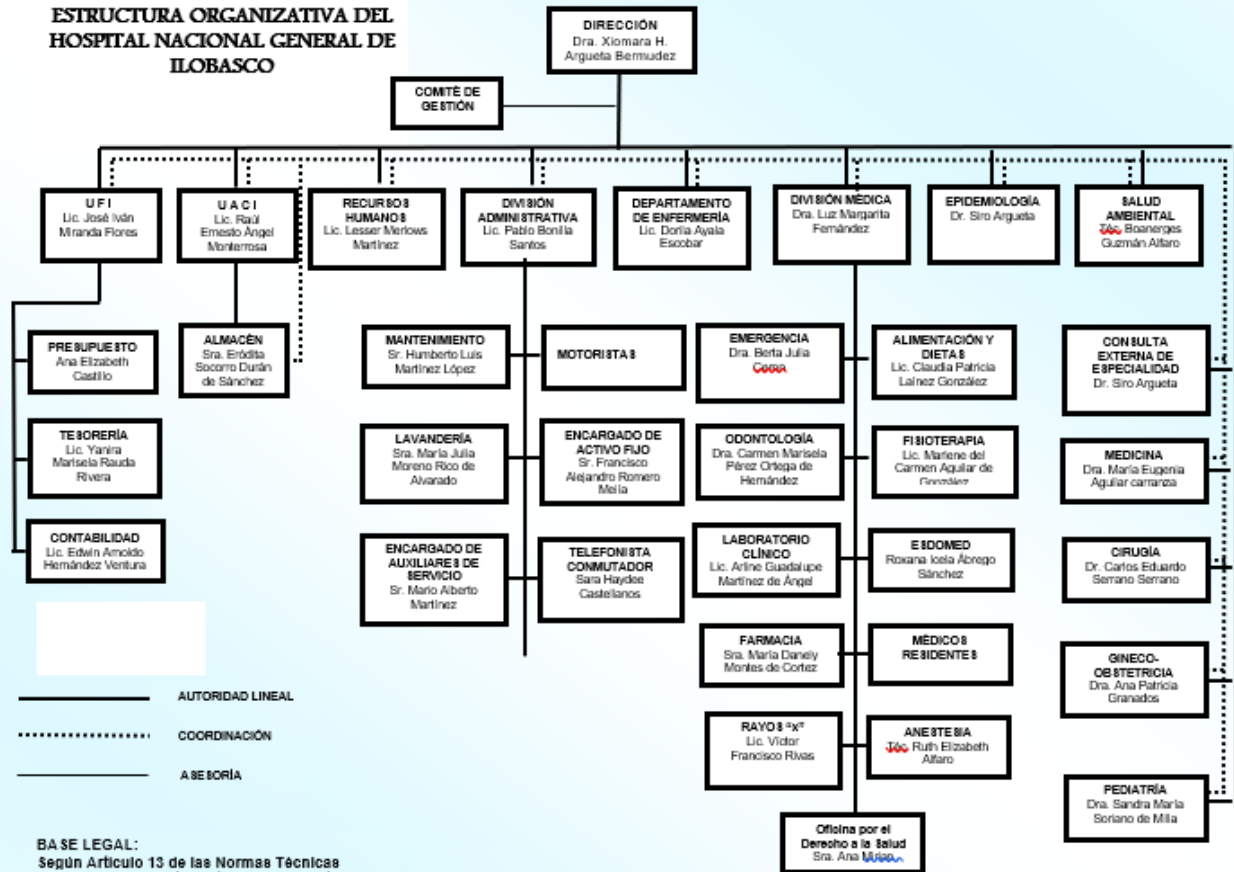 ESTRUCTURA ORGANIZATIVA DEL
HOSPITAL NACIONAL GENERAL DE
ILOBASCO
DIRECCIÓN
Dra. Xiomara H.
Argueta Bermudez
COMITÉ DE
GESTIÓN
UFI
Lic. José Iván
Miranda Flores
UACI
Lic. Raúl
Ernesto Ángel
Monterrosa
RECURSOS
HUMANOS
Lic. Lesser Merlows
Martínez
DIVISIÓN
ADMINISTRATIVA
Lic. Pablo Bonilla
Santos
DEPARTAMENTO
DE ENFERMERÍA
Lic. Dorila Ayala
Escobar
DIVISIÓN MÉDICA
Dra. Luz Margarita
Fernández
EPIDEMIOLOGÍA
Dr. Siro Argueta
SALUD
AMBIENTAL
Téc. Boanerges
Guzmán Alfaro
PRESUPUESTO
Ana Elizabeth
Castillo
ALMACÉN
Sra. Eródita
Socorro Durán
de Sánchez
MANTENIMIENTO
Sr. Humberto Luis
Martínez López
MOTORISTAS
EMERGENCIA
Dra. Berta Julia
ALIMENTACIÓN Y
DIETAS
Lic. Claudia Patricia
Laínez González
CONSULTA
EXTERNA DE
ESPECIALIDAD
Dr. Siro Argueta
TESORERÍA
Lic. Yanira
Marisela Rauda
Rivera
LAVANDERÍA
Sra. María Julia
Moreno Rico de
Alvarado
ENCARGADO DE
ACTIVO FIJO
Sr. Francisco
Alejandro Romero
ODONTOLOGÍA
Dra. Carmen Marisela
Pérez Ortega de
Hernández
FISIOTERAPIA
Lic. Marlene del
Carmen Aguilar de
González
MEDICINA
Dra. María Eugenia
Aguilar carranza
CONTABILIDAD
Lic. Edwin Arnoldo
Hernández Ventura
ENCARGADO DE
AUXILIARES DE
SERVICIO
Sr. Mario Alberto
Martínez
TELEFONISTA
CONMUTADOR
Sara Haydee
Castellanos
LABORATORIO
CLÍNICO
Lic. Arline Guadalupe
Martínez de Ángel
ESDOMED
Roxana Icela Ábrego
Sánchez
CIRUGÍA
Dr. Carlos Eduardo
Serrano Serrano
FARMACIA
Sra. María Danely
Montes de Cortez
MÉDICOS
RESIDENTES
GINECO-
OBSTETRICIA
Dra. Ana Patricia
Granados
RAYOS "X"
Lic. Víctor
Francisco Rivas
ANESTESIA
Téc. Ruth Elizabeth
Alfaro
PEDIATRÍA
Dra. Sandra María
Soriano de Milla
Oficina por el
Derecho a la Salud
Sra. Ana Mirian
AUTORIDAD LINEAL
COORDINACIÓN
ASESORÍA
BASE LEGAL:
Según Articulo 13 de las Normas Técnicas